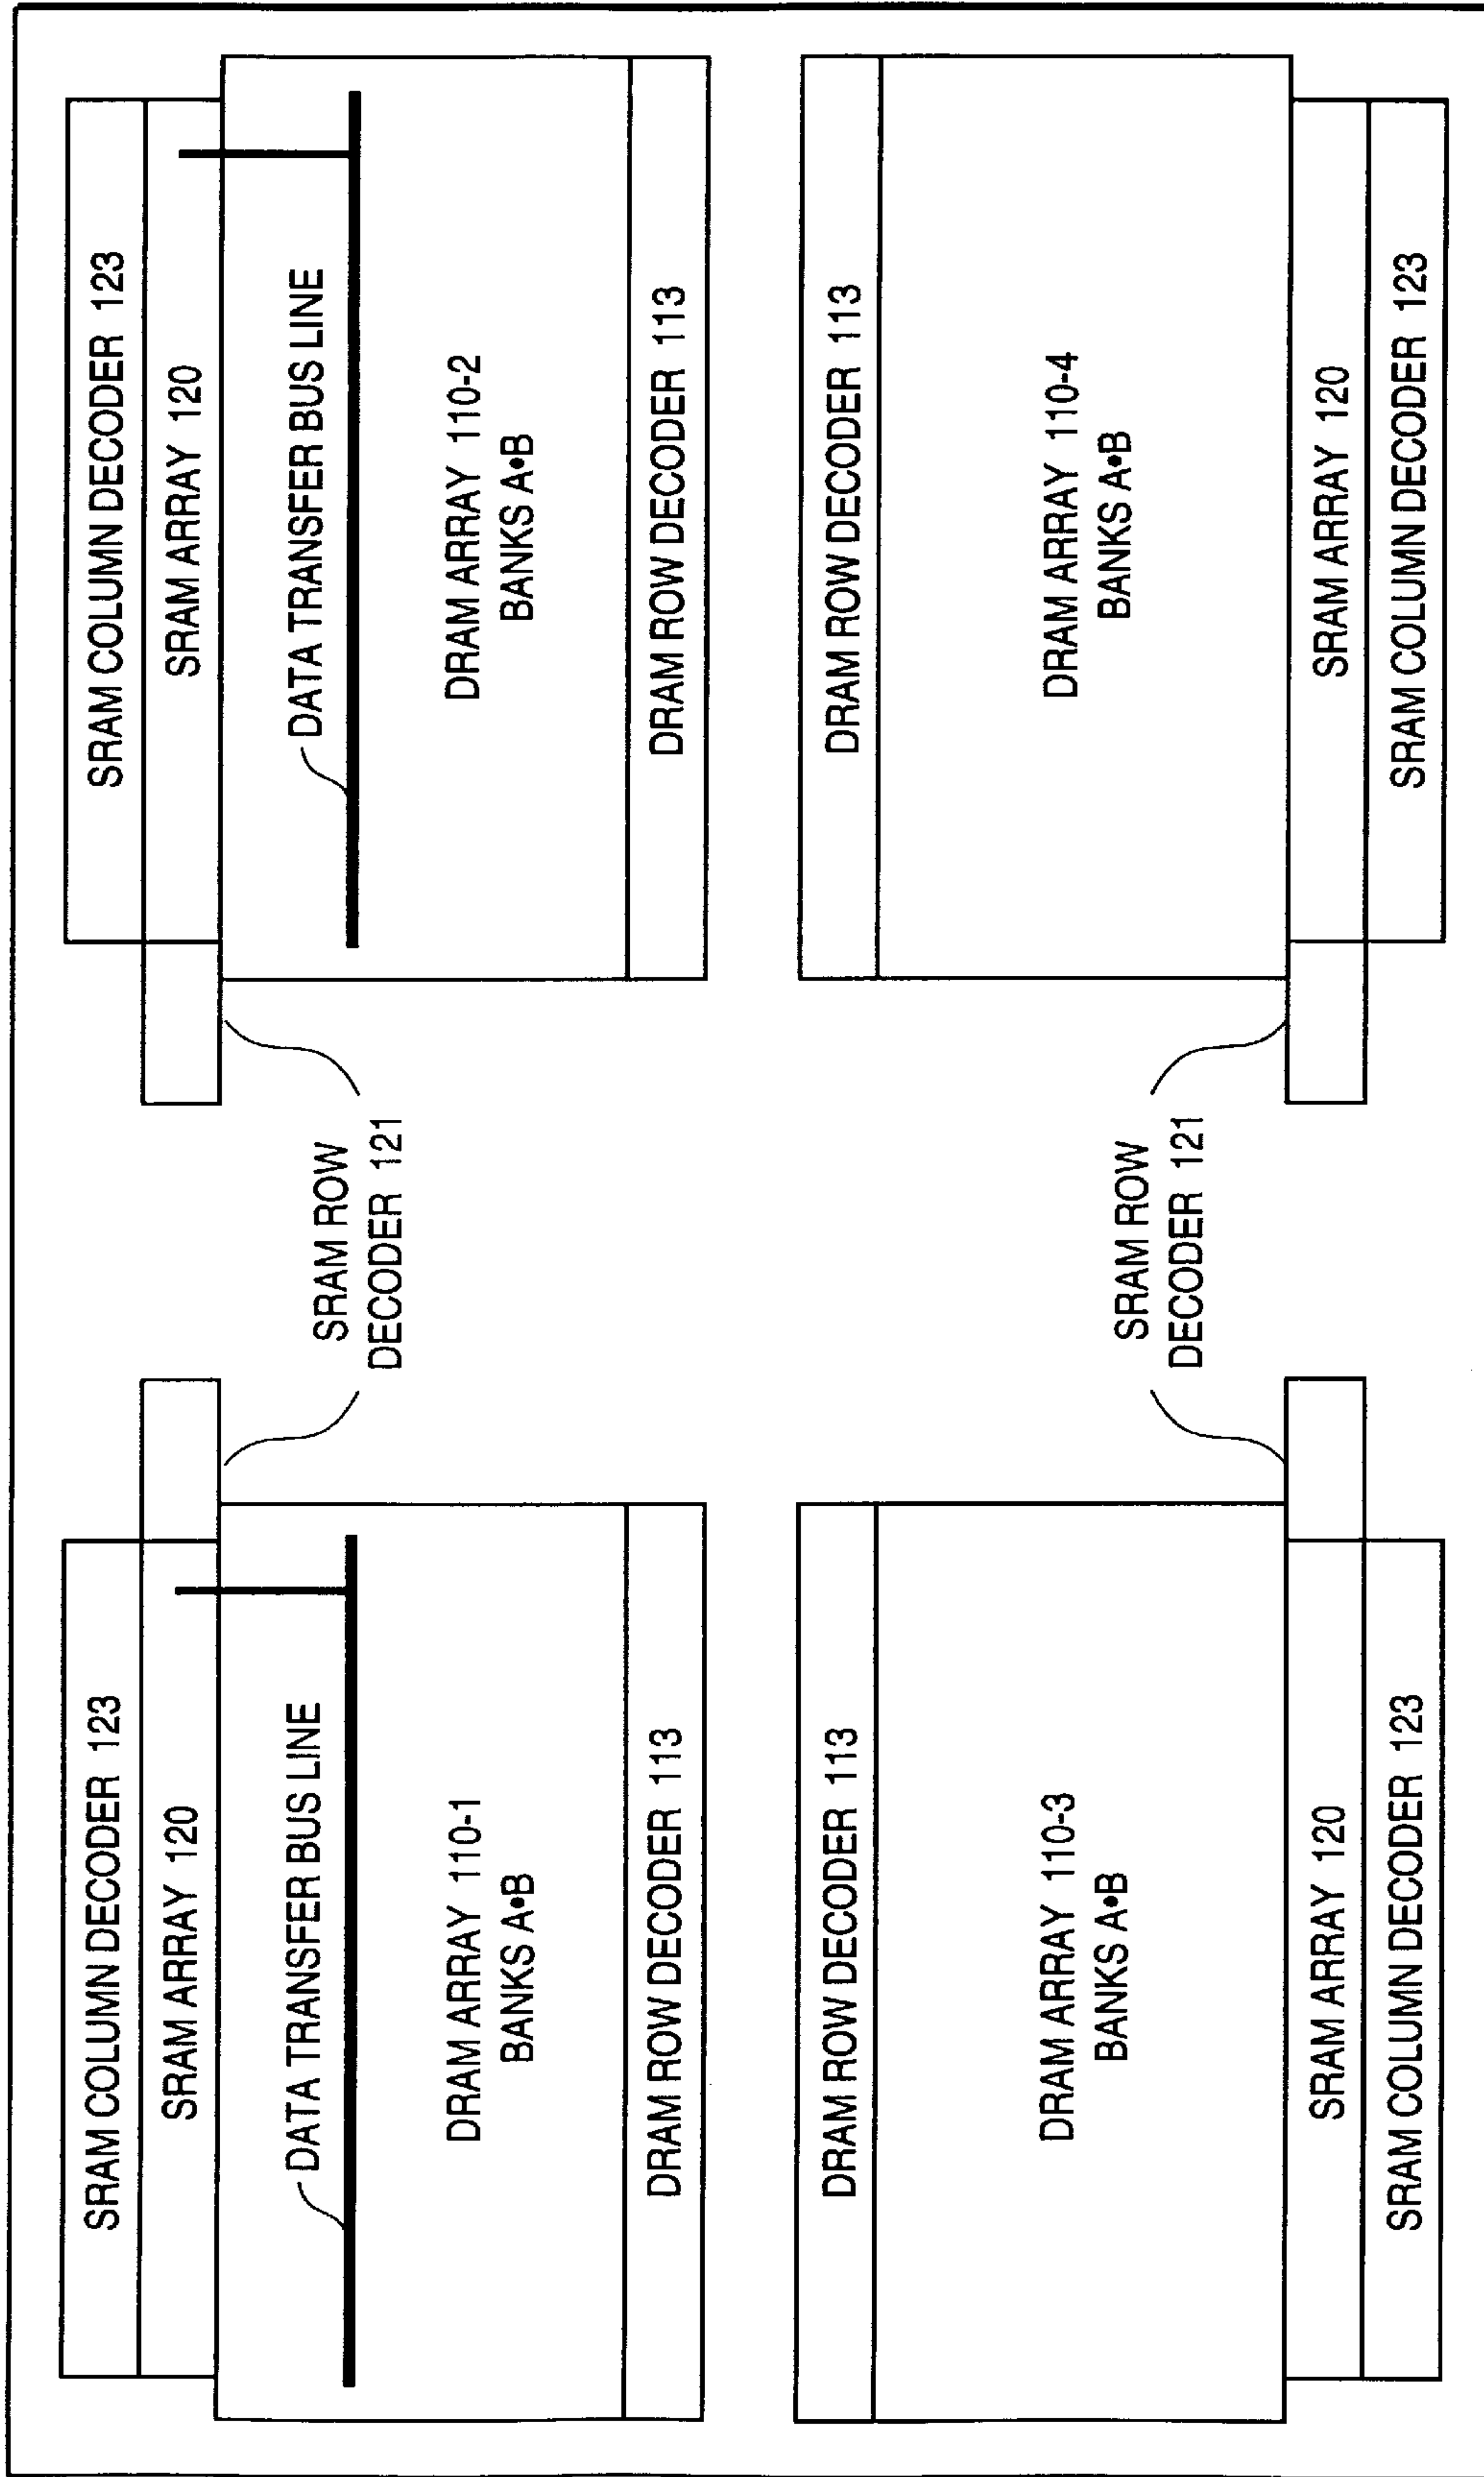 SRAM COLUMN DECODER 123
SRAM ARRAY 120
DATA TRANSFER BUS LINE
DRAM ARRAY 110-1
BANKS A•B
DRAM ROW DECODER 113
SRAM ROW
DECODER 121
SRAM COLUMN DECODER 123
SRAM ARRAY 120
DATA TRANSFER BUS LINE
DRAM ARRAY 110-2
BANKS A•B
DRAM ROW DECODER 113
DRAM ROW DECODER 113
DRAM ARRAY 110-3
BANKS A•B
SRAM ARRAY 120
SRAM COLUMN DECODER 123
SRAM ROW
DECODER 121
DRAM ROW DECODER 113
DRAM ARRAY 110-4
BANKS A•B
SRAM ARRAY 120
SRAM COLUMN DECODER 123